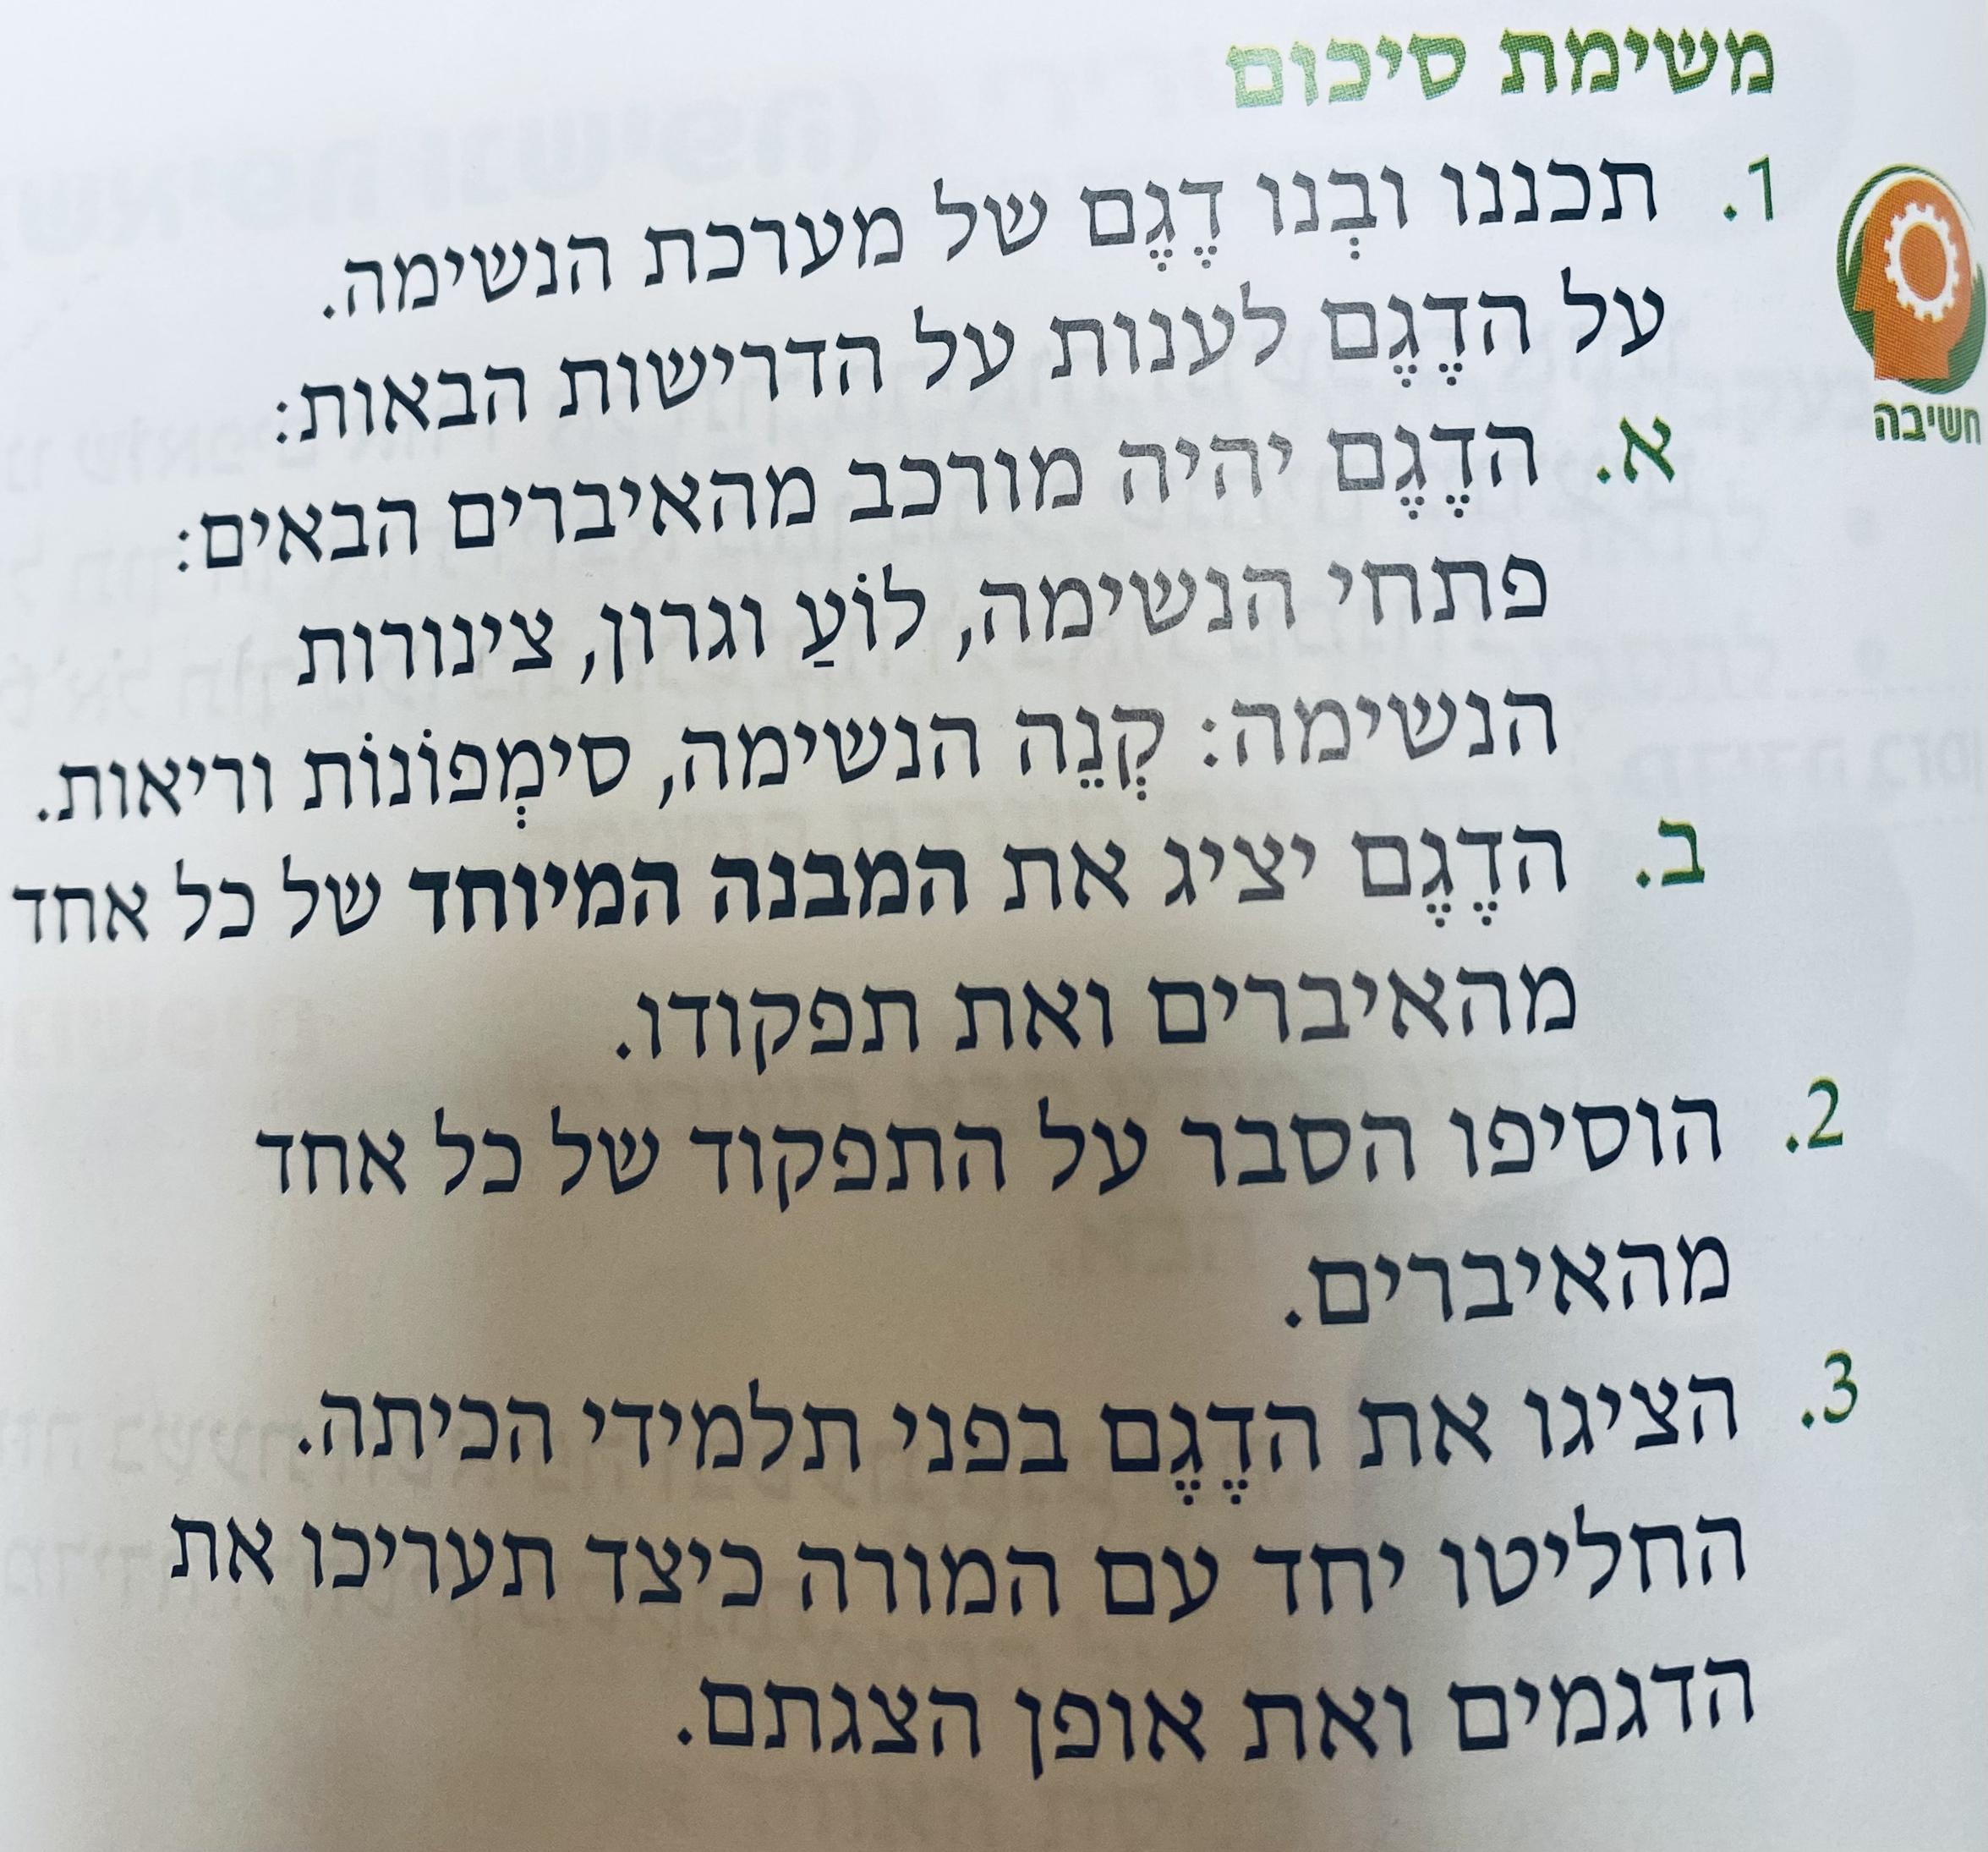 משימת סיכום
חשיבה
1. תכננו ובְנו דֶגֶם של מערכת הנשימה.
על הדֶגֶם לענות על הדרישות הבאות:
א. הדֶגֶם יהיה מורכב מהאיברים הבאים:
פתחי הנשימה, לוֹעַ וגרון, צינורות
הנשימה: קְנֵה הנשימה, סימְפוֹנוֹת וריאות.
ב. הדֶגֶם יציג את המבנה המיוחד של כל אחד
מהאיברים ואת תפקודו.
2. הוסיפו הסבר על התפקוד של כל אחד
מהאיברים.
3. הציגו את הדֶגֶם בפני תלמידי הכיתה.
החליטו יחד עם המורה כיצד תעריכו את
הדגמים ואת אופן הצגתם.